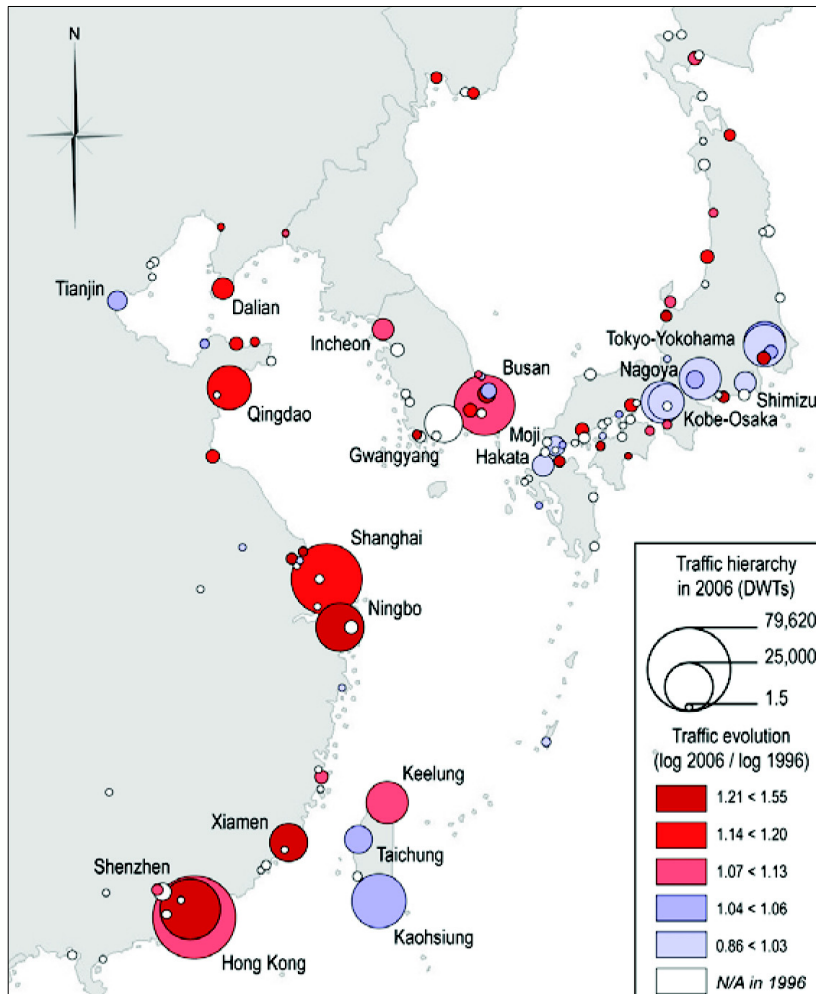 N
Tianjin
Dalian
Incheon
Tokyo-Yokohama
Busan
Nagoya
Qingdao
Shimizu
Moji
Kobe-Osaka
Gwangyang
Hakata
Shanghai
Ningbo
Traffic hierarchy
in 2006 (DWTs)
79,620
25,000
1.5
Traffic evolution
(log 2006 / log 1996)
1.21 < 1.55
1.14 < 1.20
1.07 < 1.13
1.04 < 1.06
0.86 < 1.03
N/A in 1996
Keelung
Xiamen
Taichung
Shenzhen
Kaohsiung
Hong Kong